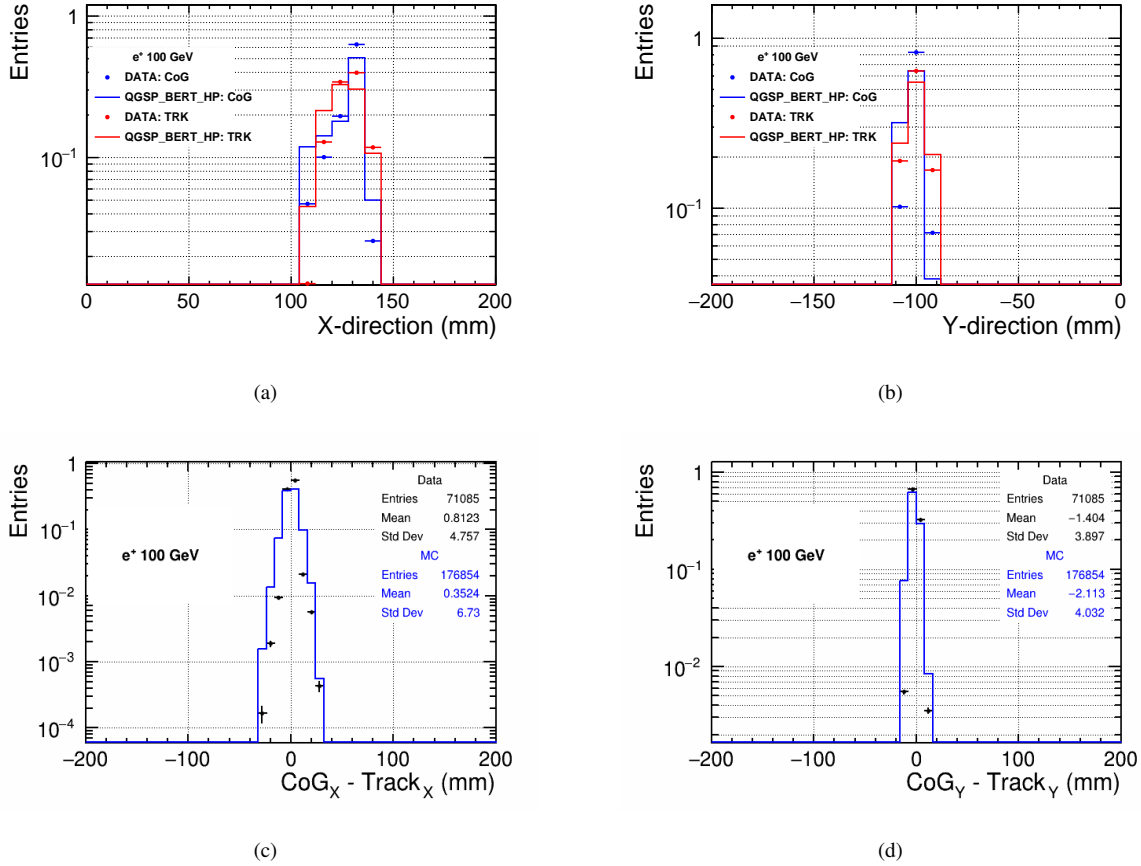 Entries
1
10⁻¹
e⁺ 100 GeV
DATA: CoG
QGSP_BERT_HP: CoG
DATA: TRK
QGSP_BERT_HP: TRK
0 50 100 150 200
X-direction (mm)
(a)
Entries
1
10⁻¹
e⁺ 100 GeV
DATA: CoG
QGSP_BERT_HP: CoG
DATA: TRK
QGSP_BERT_HP: TRK
−200 −150 −100 −50 0
Y-direction (mm)
(b)
Entries
1
10⁻¹
10⁻²
10⁻³
10⁻⁴
e⁺ 100 GeV
Data
Entries 71085
Mean 0.8123
Std Dev 4.757
MC
Entries 176854
Mean 0.3524
Std Dev 6.73
−200 −100 0 100 200
CoG_X - Track_X (mm)
(c)
Entries
1
10⁻¹
10⁻²
e⁺ 100 GeV
Data
Entries 71085
Mean −1.404
Std Dev 3.897
MC
Entries 176854
Mean −2.113
Std Dev 4.032
−200 −100 0 100 200
CoG_Y - Track_Y (mm)
(d)